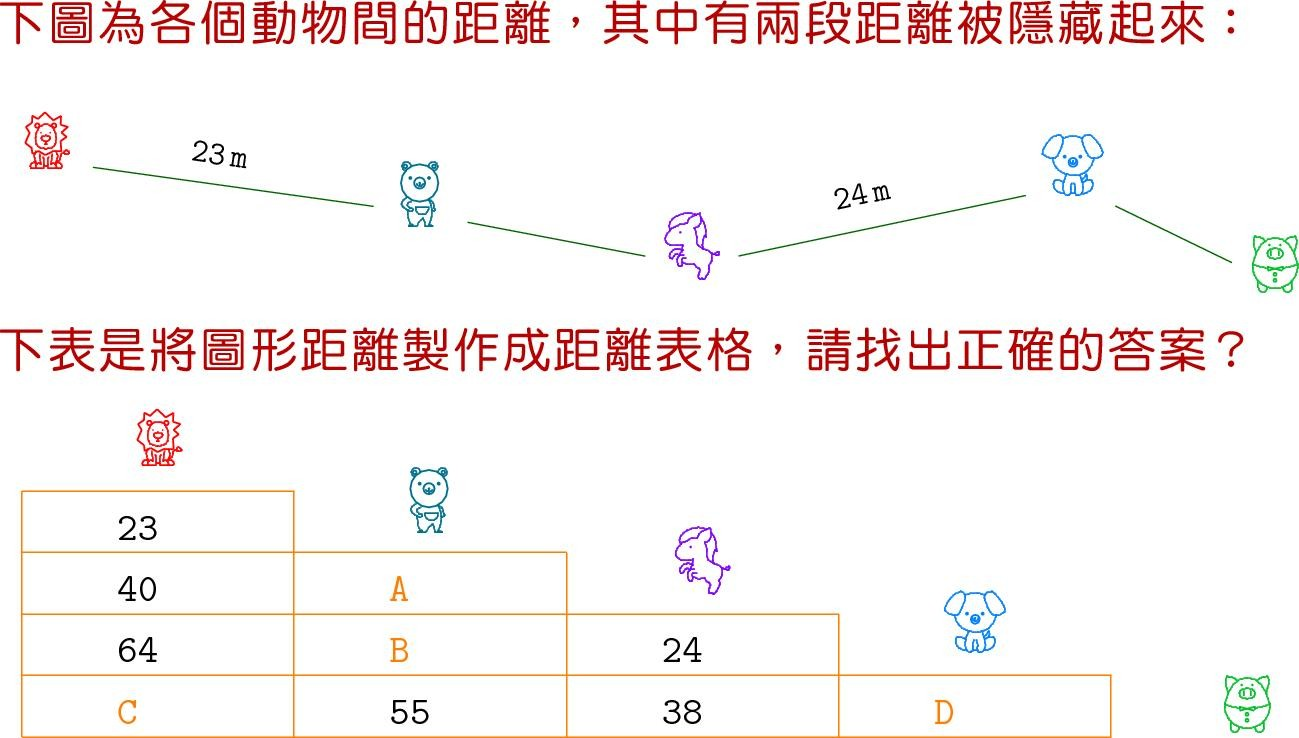 下圖為各個動物間的距離，其中有兩段距離被隱藏起來：
23m
24m
下表是將圖形距離製作成距離表格，請找出正確的答案？
23
40 A
64 B 24
C 55 38 D